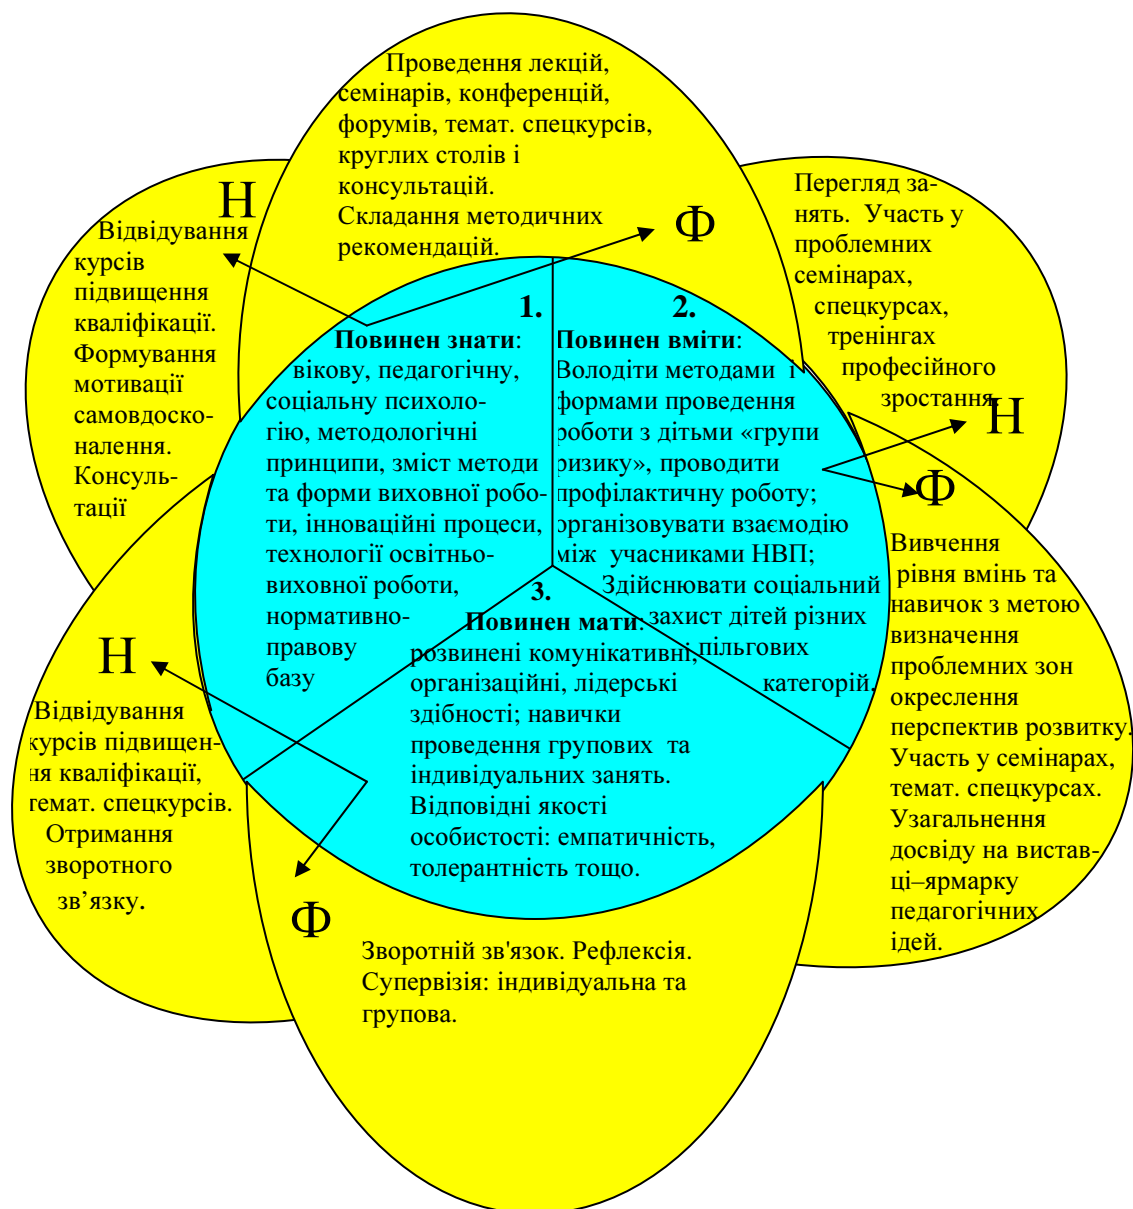 Проведення лекцій,
семінарів, конференцій,
форумів, темат. спецкурсів,
круглих столів і
консультацій.
Складання методичних
рекомендацій.
Ф
Н
Відвідування
курсів
підвищення
кваліфікації.
Формування
мотивації
самовдоско-
налення.
Консуль-
тації
Перегляд за-
нять. Участь у
проблемних
семінарах,
спецкурсах,
тренінгах
професійного
зростання.
Н
1.
Повинен знати:
вікову, педагогічну,
соціальну психоло-
гію, методологічні
принципи, зміст методи
та форми виховної робо-
ти, інноваційні процеси,
технології освітньо-
виховної роботи,
нормативно-
правову
базу
2.
Повинен вміти:
Володіти методами і
формами проведення
роботи з дітьми «групи
ризику», проводити
профілактичну роботу;
організовувати взаємодію
між учасниками НВП;
Здійснювати соціальний
захист дітей різних
пільгових
категорій,
3.
Повинен мати:
розвинені комунікативні,
організаційні, лідерські
здібності; навички
проведення групових та
індивідуальних занять.
Відповідні якості
особистості: емпатичність,
толерантність тощо.
Ф
Вивчення
рівня вмінь та
навичок з метою
визначення
проблемних зон
окреслення
перспектив розвитку.
Участь у семінарах,
темат. спецкурсах.
Узагальнення
досвіду на вистав-
ці–ярмарку
педагогічних
ідей.
Н
Відвідування
курсів підвищен-
ня кваліфікації,
темат. спецкурсів.
Отримання
зворотного
зв’язку.
Ф
Зворотній зв'язок. Рефлексія.
Супервізія: індивідуальна та
групова.